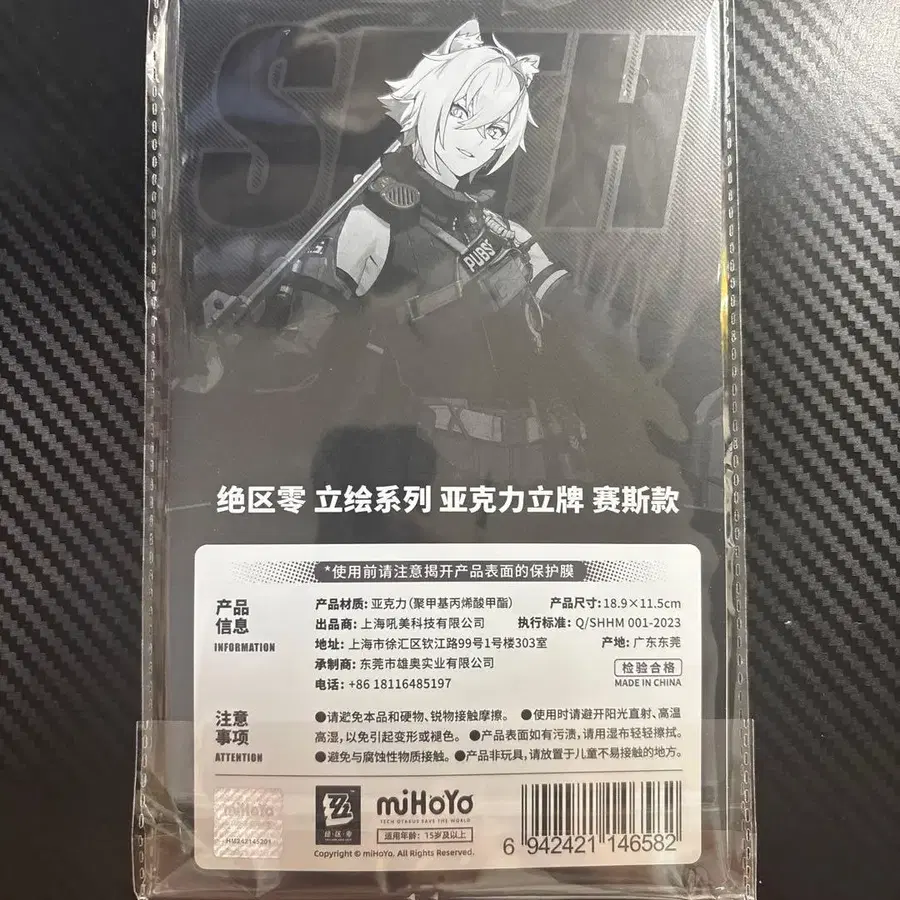 SETH
PUBS
绝区零 立绘系列 亚克力立牌 赛斯款
*使用前请注意揭开产品表面的保护膜
产品
信息
INFORMATION
产品材质: 亚克力(聚甲基丙烯酸甲酯) 产品尺寸: 18.9×11.5cm
出品商: 上海吼美科技有限公司 执行标准: Q/SHHM 001-2023
地址: 上海市徐汇区钦江路99号1号楼303室 产地: 广东东莞
承制商: 东莞市雄奥实业有限公司 检验合格
电话: +86 18116485197 MADE IN CHINA
注意
事项
ATTENTION
●请避免本品和硬物、锐物接触摩擦。 ●使用时请避开阳光直射、高温
高湿,以免引起变形或褪色。 ●产品表面如有污渍,请用湿布轻轻擦拭。
●避免与腐蚀性物质接触。 ●产品非玩具,请放置于儿童不易接触的地方。
miHoYo
HM242145201
绝区零
miHoYo
TECH OTAKUS SAVE THE WORLD
适用年龄: 15岁及以上
Copyright © miHoYo. All Rights Reserved.
6 942421 146582